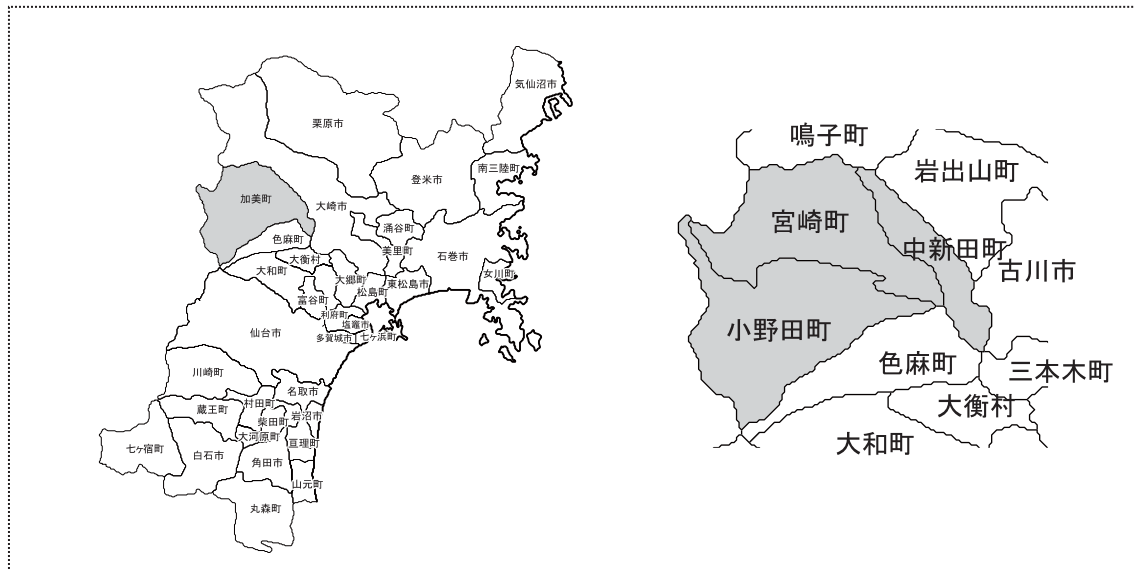 気仙沼市
栗原市
南三陸町
登米市
加美町
大崎市
涌谷町
色麻町
美里町
石巻市
大衡村
女川町
大和町
大郷町
東松島市
松島町
富谷町
利府町
塩竈市
仙台市
多賀城市
七ヶ浜町
川崎町
名取市
村田町
蔵王町
岩沼市
柴田町
大河原町
亘理町
七ヶ宿町
白石市
角田市
山元町
丸森町
鳴子町
岩出山町
宮崎町
中新田町
古川市
小野田町
色麻町
三本木町
大衡村
大和町